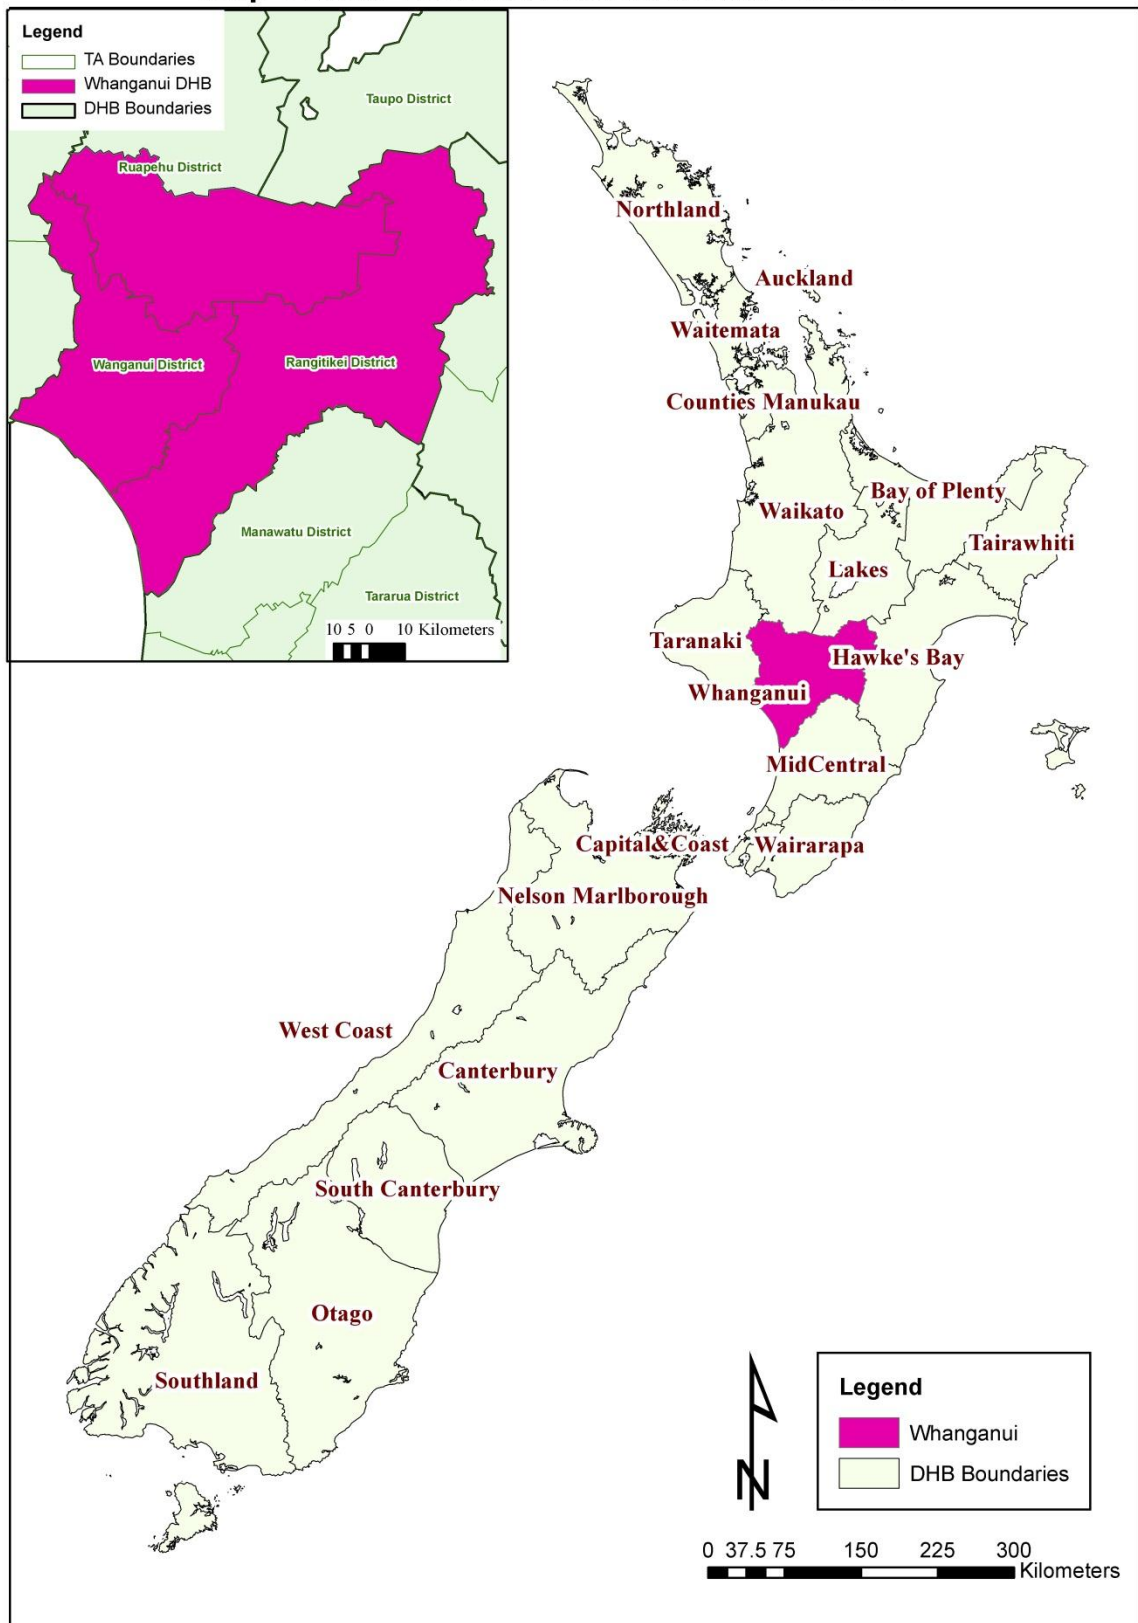 Legend
TA Boundaries
Whanganui DHB
DHB Boundaries
Taupo District
Ruapehu District
Wanganui District
Rangitikei District
Manawatu District
Tararua District
10 5 0 10 Kilometers
Northland
Auckland
Waitemata
Counties Manukau
Bay of Plenty
Waikato
Tairawhiti
Lakes
Taranaki
Hawke's Bay
Whanganui
MidCentral
Capital&Coast
Wairarapa
Nelson Marlborough
West Coast
Canterbury
South Canterbury
Otago
Southland
N
Legend
Whanganui
DHB Boundaries
0 37.5 75 150 225 300
Kilometers